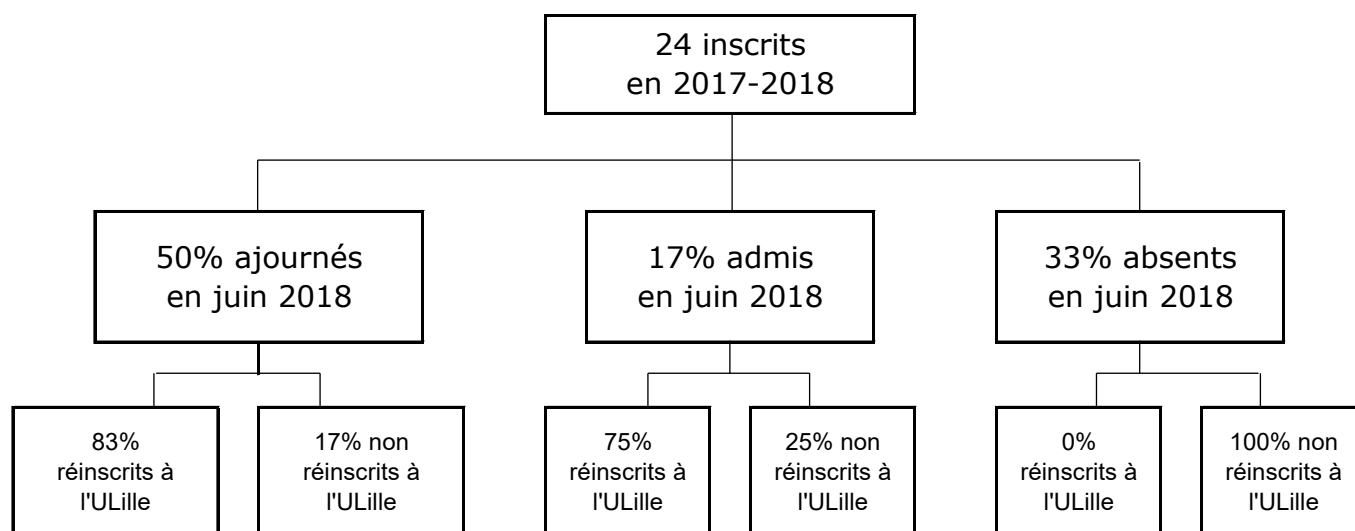 24 inscrits
en 2017-2018
50% ajournés
en juin 2018
17% admis
en juin 2018
33% absents
en juin 2018
83%
réinscrits à
l'ULille
17% non
réinscrits à
l'ULille
75%
réinscrits à
l'ULille
25% non
réinscrits à
l'ULille
0%
réinscrits à
l'ULille
100% non
réinscrits à
l'ULille